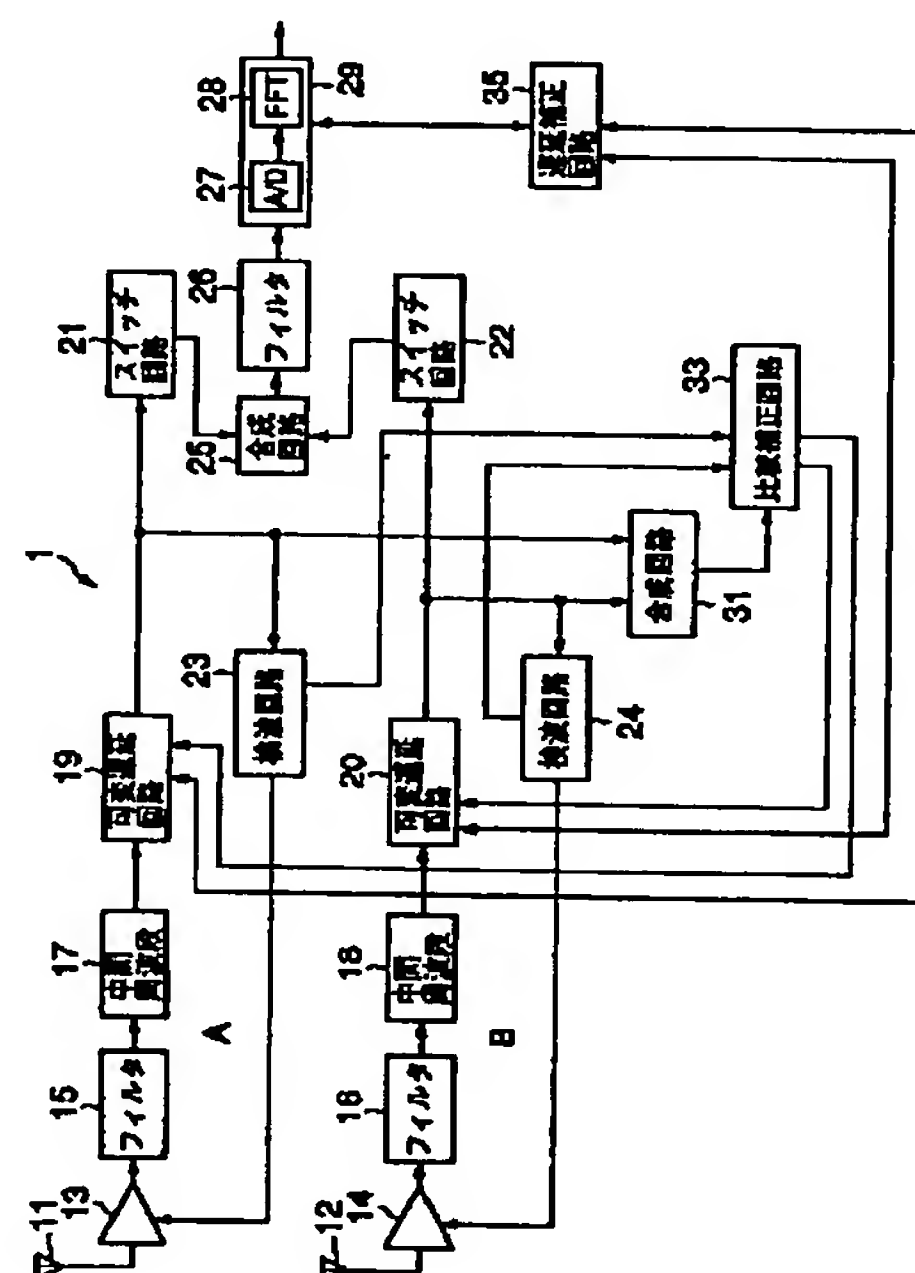 1
11
13
15
フィルタ
17
中間
周波段
19
可変遅延
回路
21
スイッチ
回路
A
23
検波回路
25
合成
回路
26
フィルタ
27
A/D
28
FFT
29
12
14
16
フィルタ
18
中間
周波段
20
可変遅延
回路
22
スイッチ
回路
B
24
検波回路
合成回路
31
33
比較補正回路
35
遅延補正
回路